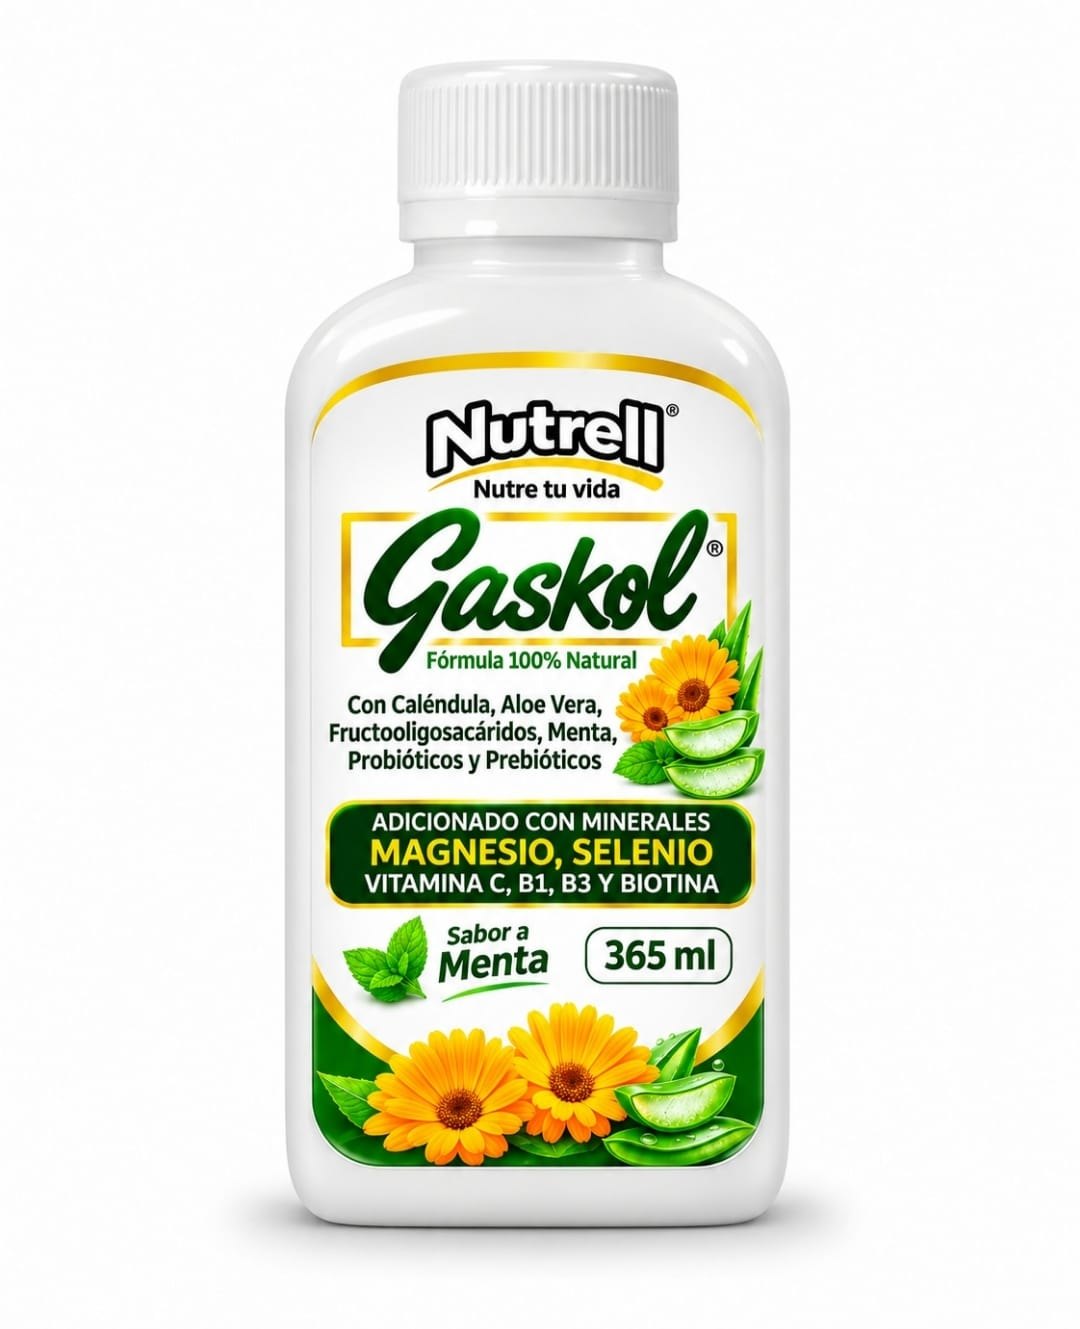 Nutrell®
Nutre tu vida
Gaskol®
Fórmula 100% Natural
Con Caléndula, Aloe Vera,
Fructooligosacáridos, Menta,
Probióticos y Prebióticos
ADICIONADO CON MINERALES
MAGNESIO, SELENIO
VITAMINA C, B1, B3 Y BIOTINA
Sabor a
Menta
365 ml